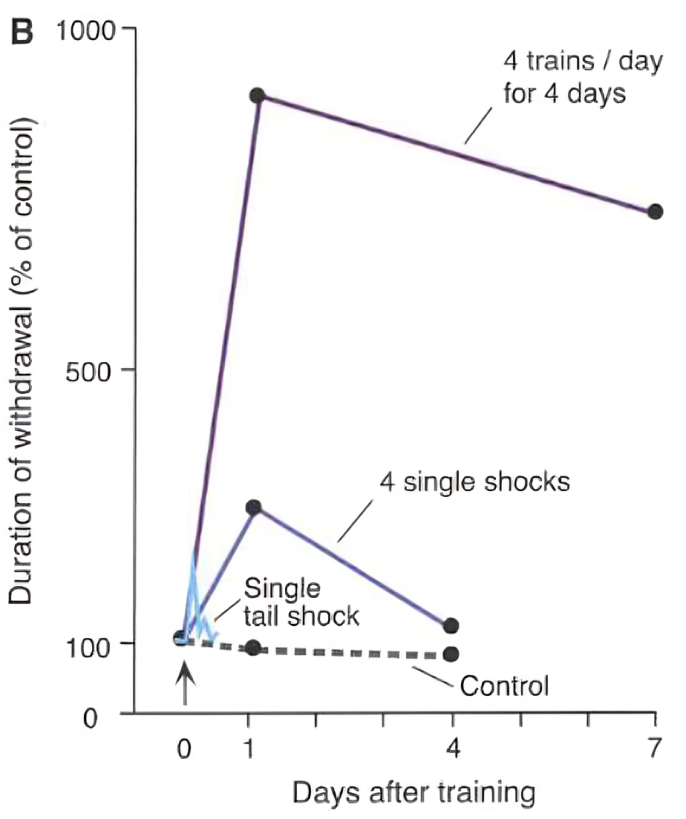 B
1000
500
100
0
Duration of withdrawal (% of control)
4 trains / day
for 4 days
4 single shocks
Single
tail shock
Control
0 1 4 7
Days after training